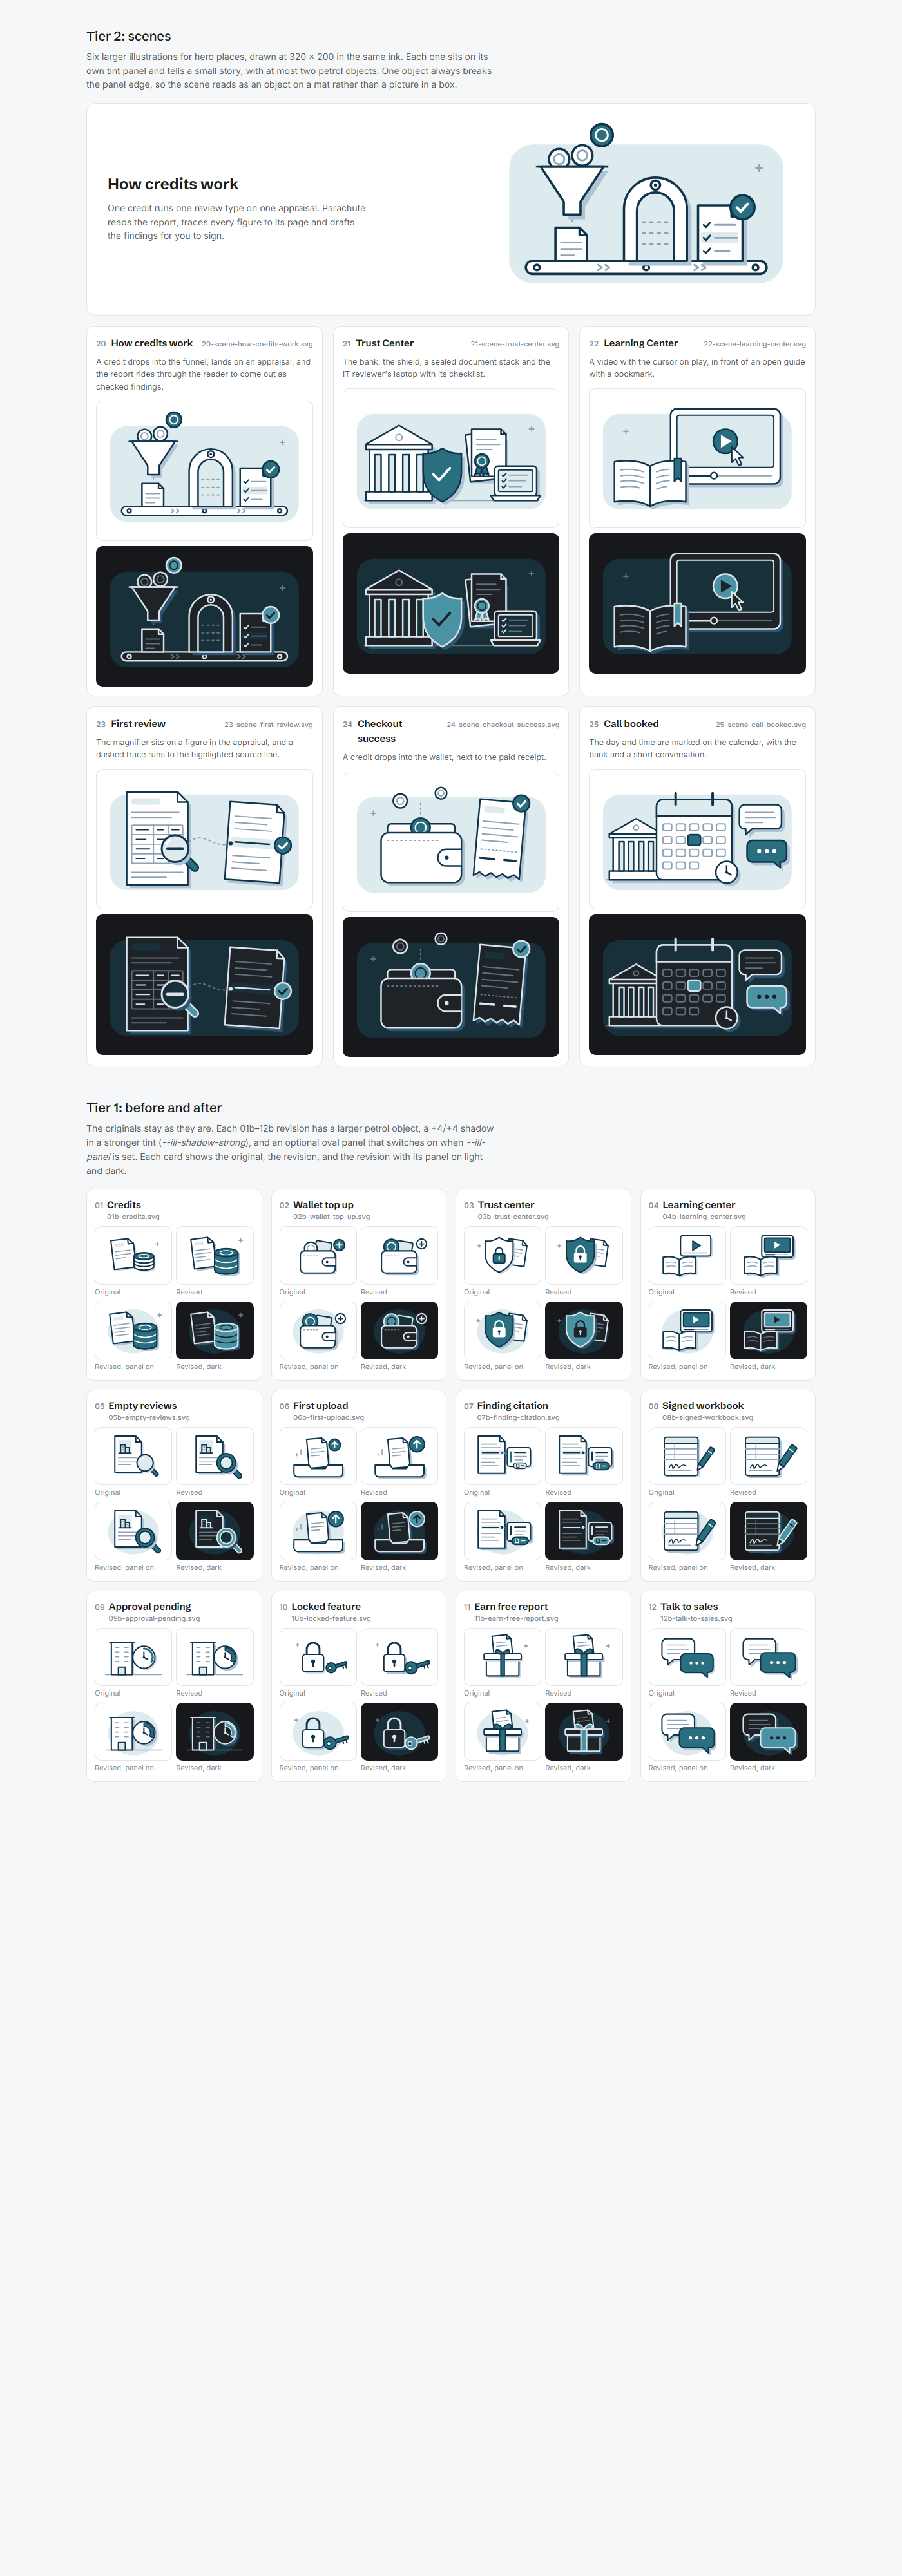 Tier 2: scenes
Six larger illustrations for hero places, drawn at 320 × 200 in the same ink. Each one sits on its
own tint panel and tells a small story, with at most two petrol objects. One object always breaks
the panel edge, so the scene reads as an object on a mat rather than a picture in a box.
How credits work
One credit runs one review type on one appraisal. Parachute
reads the report, traces every figure to its page and drafts
the findings for you to sign.
20 How credits work 20-scene-how-credits-work.svg
A credit drops into the funnel, lands on an appraisal, and
the report rides through the reader to come out as
checked findings.
21 Trust Center 21-scene-trust-center.svg
The bank, the shield, a sealed document stack and the
IT reviewer's laptop with its checklist.
22 Learning Center 22-scene-learning-center.svg
A video with the cursor on play, in front of an open guide
with a bookmark.
23 First review 23-scene-first-review.svg
The magnifier sits on a figure in the appraisal, and a
dashed trace runs to the highlighted source line.
24 Checkout 24-scene-checkout-success.svg
success
A credit drops into the wallet, next to the paid receipt.
25 Call booked 25-scene-call-booked.svg
The day and time are marked on the calendar, with the
bank and a short conversation.
Tier 1: before and after
The originals stay as they are. Each 01b–12b revision has a larger petrol object, a +4/+4 shadow
in a stronger tint (--ill-shadow-strong), and an optional oval panel that switches on when --ill-
panel is set. Each card shows the original, the revision, and the revision with its panel on light
and dark.
01 Credits
01b-credits.svg
Original Revised
Revised, panel on Revised, dark
02 Wallet top up
02b-wallet-top-up.svg
Original Revised
Revised, panel on Revised, dark
03 Trust center
03b-trust-center.svg
Original Revised
Revised, panel on Revised, dark
04 Learning center
04b-learning-center.svg
Original Revised
Revised, panel on Revised, dark
05 Empty reviews
05b-empty-reviews.svg
Original Revised
Revised, panel on Revised, dark
06 First upload
06b-first-upload.svg
Original Revised
Revised, panel on Revised, dark
07 Finding citation
07b-finding-citation.svg
Original Revised
Revised, panel on Revised, dark
08 Signed workbook
08b-signed-workbook.svg
Original Revised
Revised, panel on Revised, dark
09 Approval pending
09b-approval-pending.svg
Original Revised
Revised, panel on Revised, dark
10 Locked feature
10b-locked-feature.svg
Original Revised
Revised, panel on Revised, dark
11 Earn free report
11b-earn-free-report.svg
Original Revised
Revised, panel on Revised, dark
12 Talk to sales
12b-talk-to-sales.svg
Original Revised
Revised, panel on Revised, dark